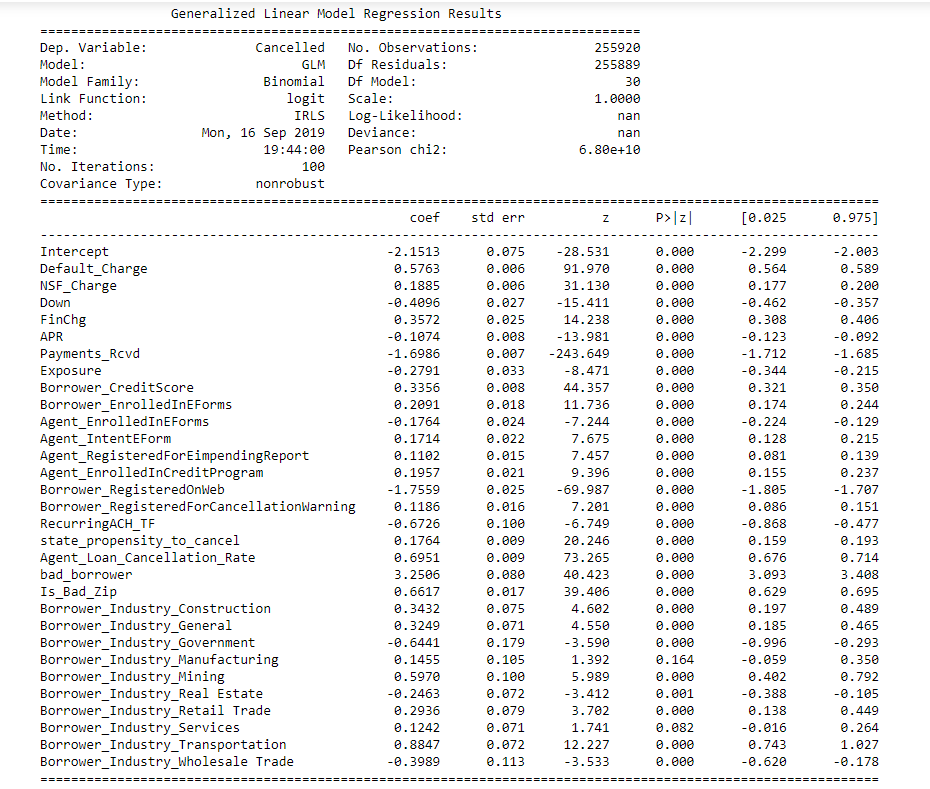 Generalized Linear Model Regression Results
==============================================================================
Dep. Variable: Cancelled No. Observations: 255920
Model: GLM Df Residuals: 255889
Model Family: Binomial Df Model: 30
Link Function: logit Scale: 1.0000
Method: IRLS Log-Likelihood: nan
Date: Mon, 16 Sep 2019 Deviance: nan
Time: 19:44:00 Pearson chi2: 6.80e+10
No. Iterations: 100
Covariance Type: nonrobust
============================================================================================================
coef std err z P>|z| [0.025 0.975]
------------------------------------------------------------------------------------------------------------
Intercept -2.1513 0.075 -28.531 0.000 -2.299 -2.003
Default_Charge 0.5763 0.006 91.970 0.000 0.564 0.589
NSF_Charge 0.1885 0.006 31.130 0.000 0.177 0.200
Down -0.4096 0.027 -15.411 0.000 -0.462 -0.357
FinChg 0.3572 0.025 14.238 0.000 0.308 0.406
APR -0.1074 0.008 -13.981 0.000 -0.123 -0.092
Payments_Rcvd -1.6986 0.007 -243.649 0.000 -1.712 -1.685
Exposure -0.2791 0.033 -8.471 0.000 -0.344 -0.215
Borrower_CreditScore 0.3356 0.008 44.357 0.000 0.321 0.350
Borrower_EnrolledInEForms 0.2091 0.018 11.736 0.000 0.174 0.244
Agent_EnrolledInEForms -0.1764 0.024 -7.244 0.000 -0.224 -0.129
Agent_IntentEForm 0.1714 0.022 7.675 0.000 0.128 0.215
Agent_RegisteredForEimpendingReport 0.1102 0.015 7.457 0.000 0.081 0.139
Agent_EnrolledInCreditProgram 0.1957 0.021 9.396 0.000 0.155 0.237
Borrower_RegisteredOnWeb -1.7559 0.025 -69.987 0.000 -1.805 -1.707
Borrower_RegisteredForCancellationWarning 0.1186 0.016 7.201 0.000 0.086 0.151
RecurringACH_TF -0.6726 0.100 -6.749 0.000 -0.868 -0.477
state_propensity_to_cancel 0.1764 0.009 20.246 0.000 0.159 0.193
Agent_Loan_Cancellation_Rate 0.6951 0.009 73.265 0.000 0.676 0.714
bad_borrower 3.2506 0.080 40.423 0.000 3.093 3.408
Is_Bad_Zip 0.6617 0.017 39.406 0.000 0.629 0.695
Borrower_Industry_Construction 0.3432 0.075 4.602 0.000 0.197 0.489
Borrower_Industry_General 0.3249 0.071 4.550 0.000 0.185 0.465
Borrower_Industry_Government -0.6441 0.179 -3.590 0.000 -0.996 -0.293
Borrower_Industry_Manufacturing 0.1455 0.105 1.392 0.164 -0.059 0.350
Borrower_Industry_Mining 0.5970 0.100 5.989 0.000 0.402 0.792
Borrower_Industry_Real Estate -0.2463 0.072 -3.412 0.001 -0.388 -0.105
Borrower_Industry_Retail Trade 0.2936 0.079 3.702 0.000 0.138 0.449
Borrower_Industry_Services 0.1242 0.071 1.741 0.082 -0.016 0.264
Borrower_Industry_Transportation 0.8847 0.072 12.227 0.000 0.743 1.027
Borrower_Industry_Wholesale Trade -0.3989 0.113 -3.533 0.000 -0.620 -0.178
============================================================================================================